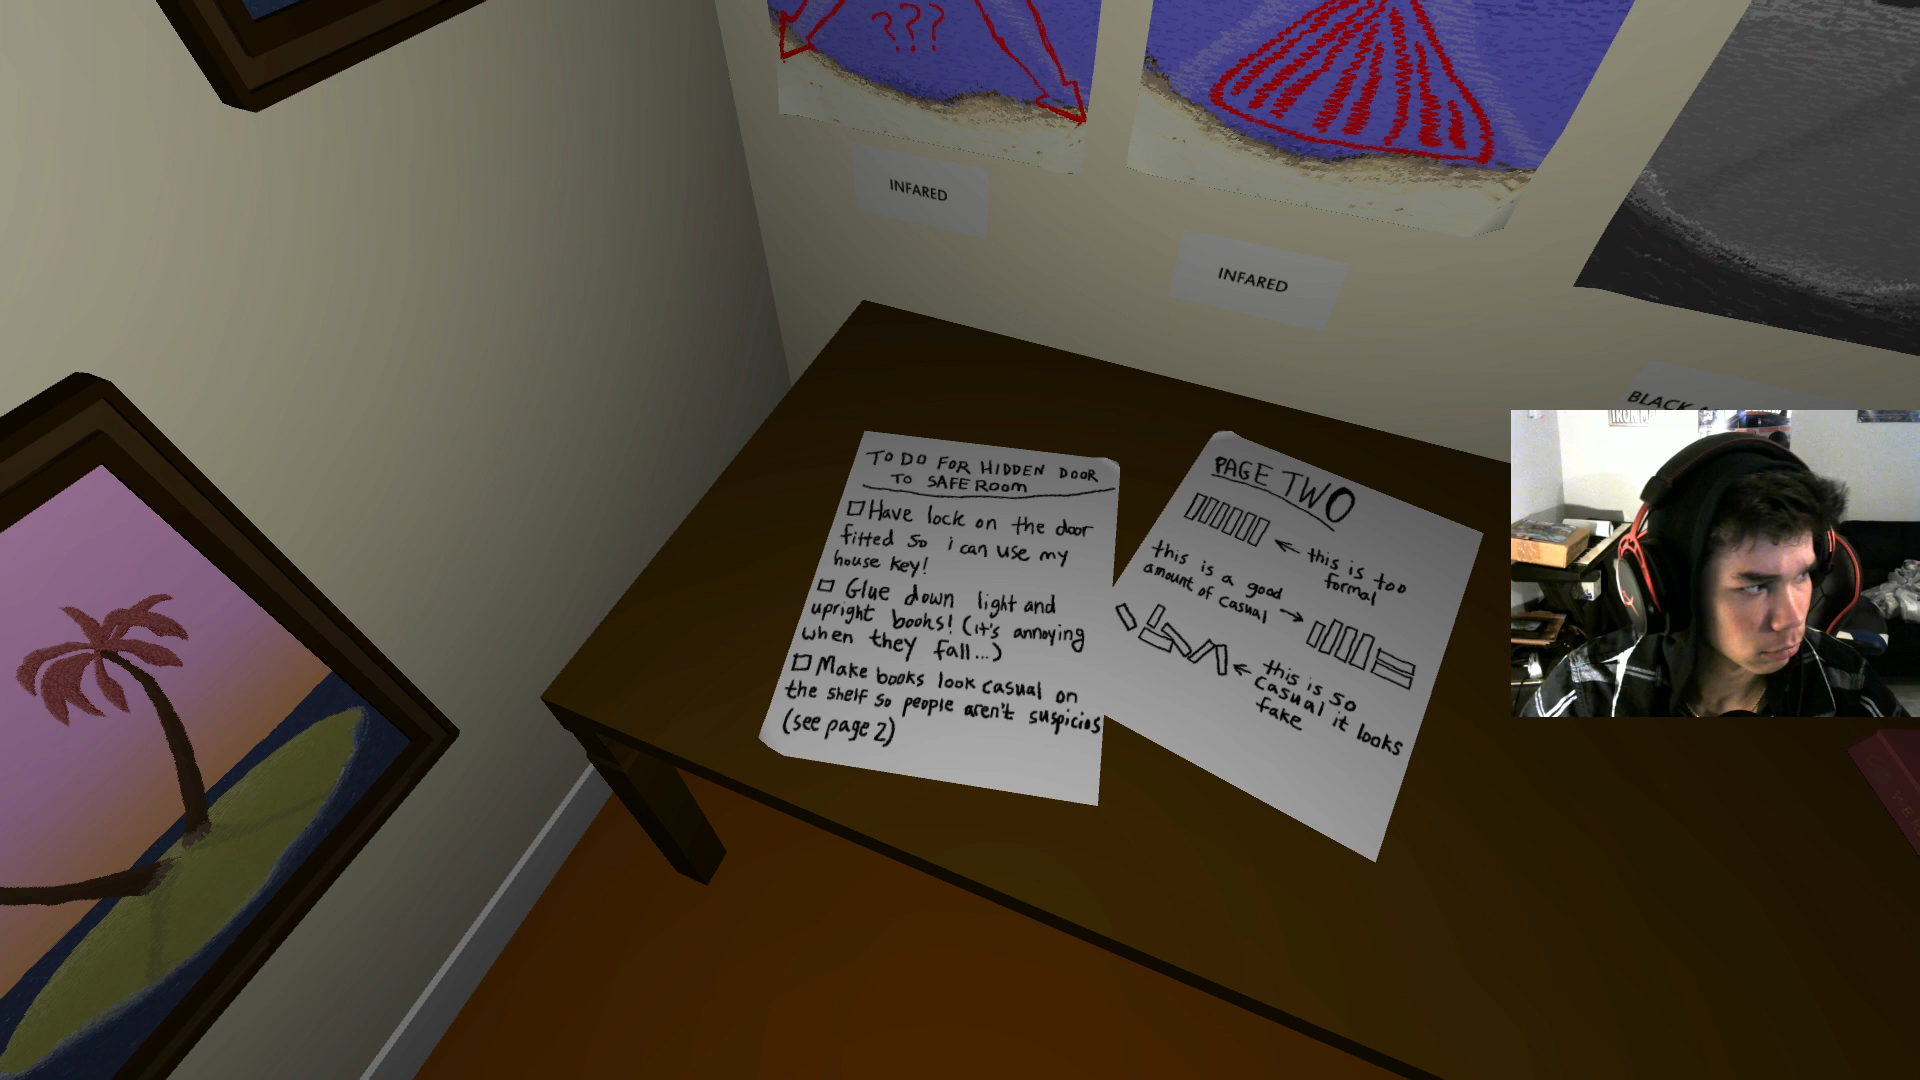 ???
INFARED
INFARED
BLACK
TO DO FOR HIDDEN DOOR
TO SAFE ROOM
Have lock on the door
fitted so i can use my
house key!
Glue down light and
upright books! (it's annoying
when they fall...)
Make books look casual on
the shelf so people aren't suspicios
(see page 2)
PAGE TWO
this is too
formal
this is a good
amount of casual
this is so
casual it looks
fake